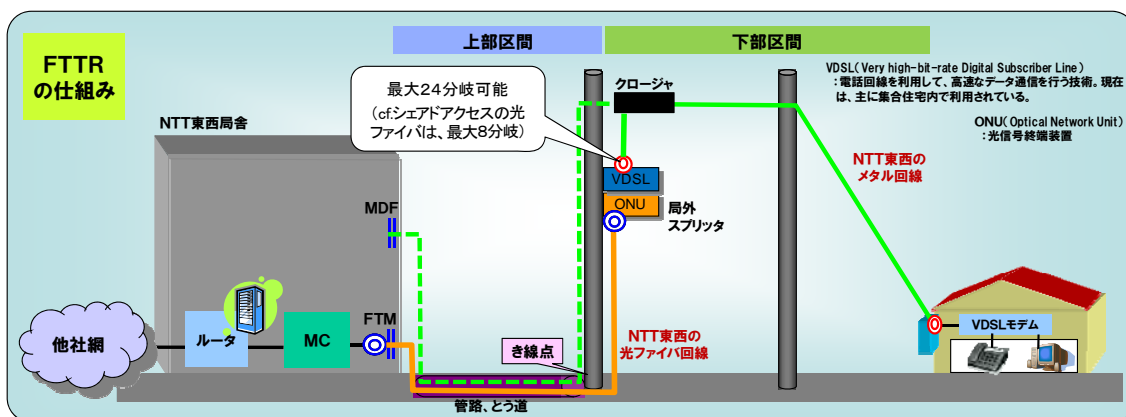 FTTR
の仕組み
上部区間
下部区間
最大24分岐可能
(cf.シェアドアクセスの光
ファイバは、最大8分岐)
クロージャ
VDSL(Very high-bit-rate Digital Subscriber Line)
:電話回線を利用して、高速なデータ通信を行う技術。現在
は、主に集合住宅内で利用されている。
ONU(Optical Network Unit)
:光信号終端装置
NTT東西局舎
NTT東西の
メタル回線
VDSL
ONU
局外
スプリッタ
MDF
FTM
他社網
ルータ
MC
き線点
NTT東西の
光ファイバ回線
VDSLモデム
管路、とう道